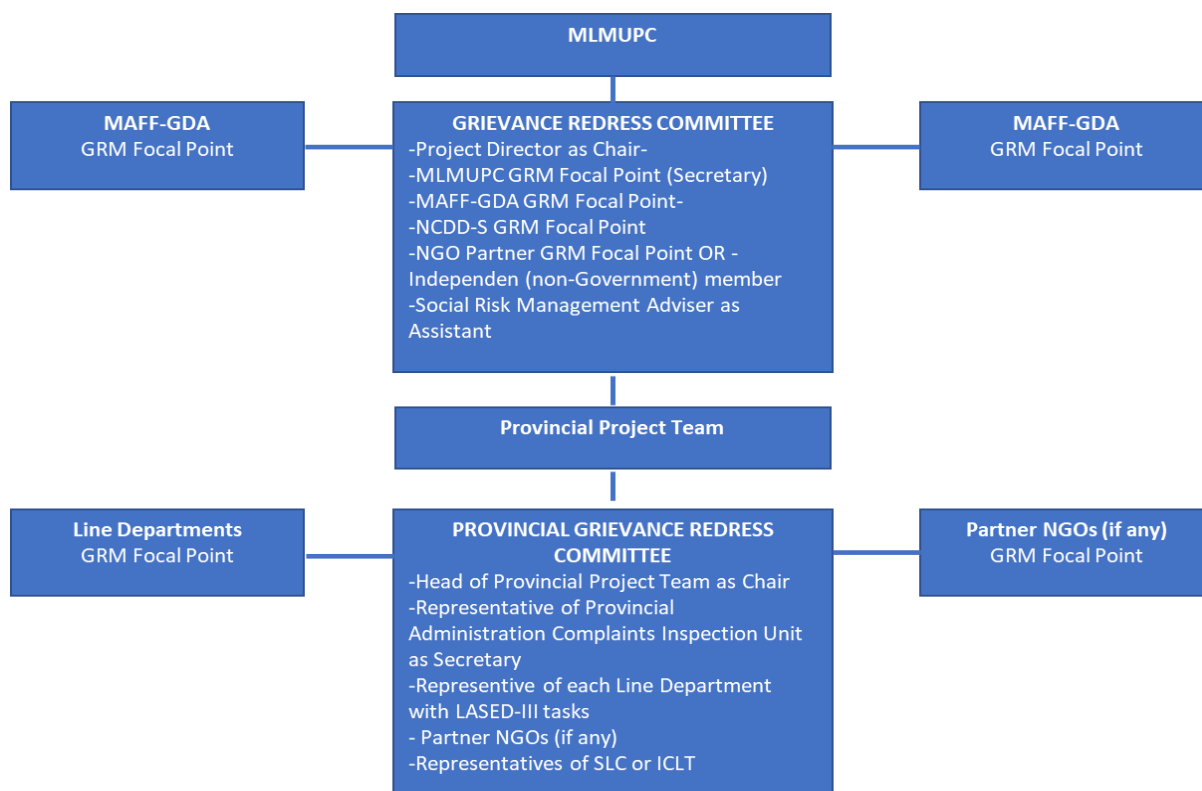 MLMUPC
MAFF-GDA
GRM Focal Point
GRIEVANCE REDRESS COMMITTEE
-Project Director as Chair-
-MLMUPC GRM Focal Point (Secretary)
-MAFF-GDA GRM Focal Point-
-NCDD-S GRM Focal Point
-NGO Partner GRM Focal Point OR -
Independen (non-Government) member
-Social Risk Management Adviser as
Assistant
MAFF-GDA
GRM Focal Point
Provincial Project Team
Line Departments
GRM Focal Point
PROVINCIAL GRIEVANCE REDRESS
COMMITTEE
-Head of Provincial Project Team as Chair
-Representative of Provincial
Administration Complaints Inspection Unit
as Secretary
-Representive of each Line Department
with LASED-III tasks
- Partner NGOs (if any)
-Representatives of SLC or ICLT
Partner NGOs (if any)
GRM Focal Point